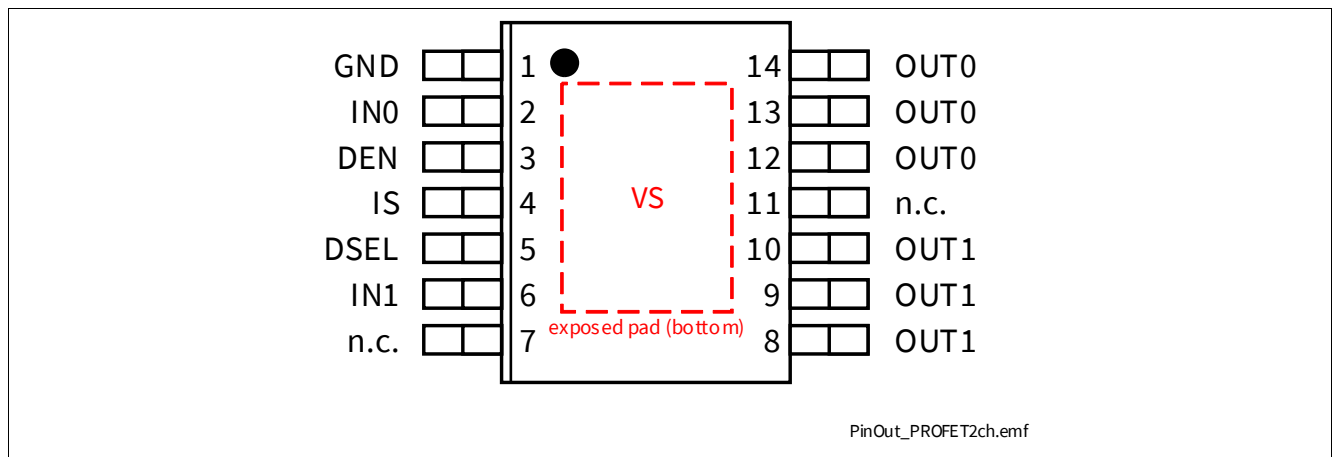 GND 1 14 OUT0
IN0 2 13 OUT0
DEN 3 12 OUT0
IS 4 VS 11 n.c.
DSEL 5 10 OUT1
IN1 6 9 OUT1
exposed pad (bottom)
n.c. 7 8 OUT1
PinOut_PROFET2ch.emf